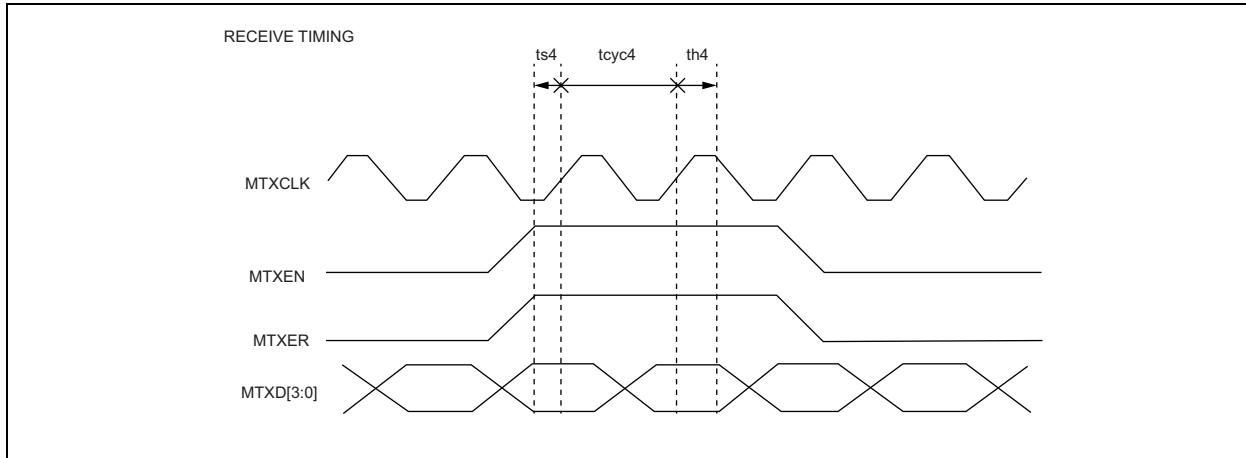 RECEIVE TIMING
ts4 tcyc4 th4
MTXCLK
MTXEN
MTXER
MTXD[3:0]